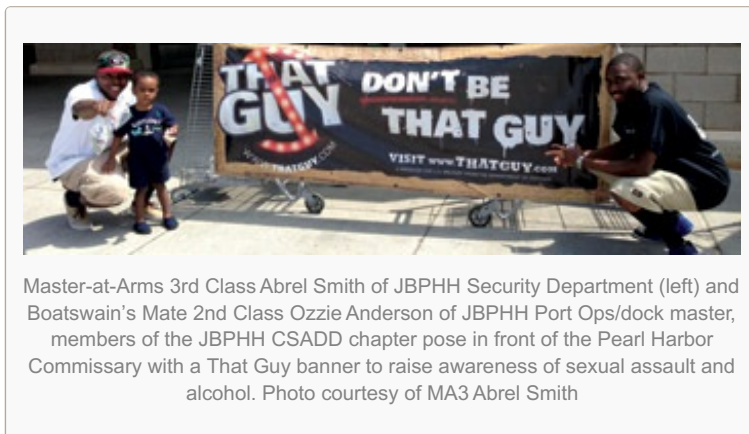 THAT
GUY
WWW.THATGUY.COM
DON'T BE
THAT GUY
VISIT www.THATGUY.com
Master-at-Arms 3rd Class Abrel Smith of JBPHH Security Department (left) and
Boatswain's Mate 2nd Class Ozzie Anderson of JBPHH Port Ops/dock master,
members of the JBPHH CSADD chapter pose in front of the Pearl Harbor
Commissary with a That Guy banner to raise awareness of sexual assault and
alcohol. Photo courtesy of MA3 Abrel Smith